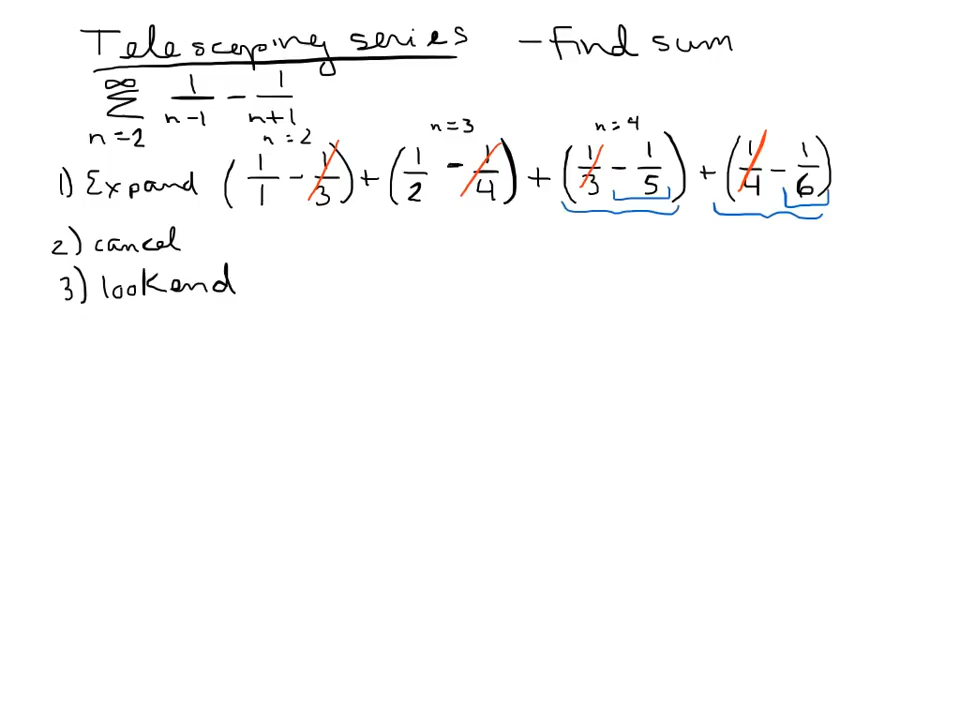 Telescoping series - Find sum
∞ Σ n=2 1/(n-1) - 1/(n+1)
n=2 n=3 n=4
1) Expand (1/1 - 1/3) + (1/2 - 1/4) + (1/3 - 1/5) + (1/4 - 1/6)
2) cancel
3) look end